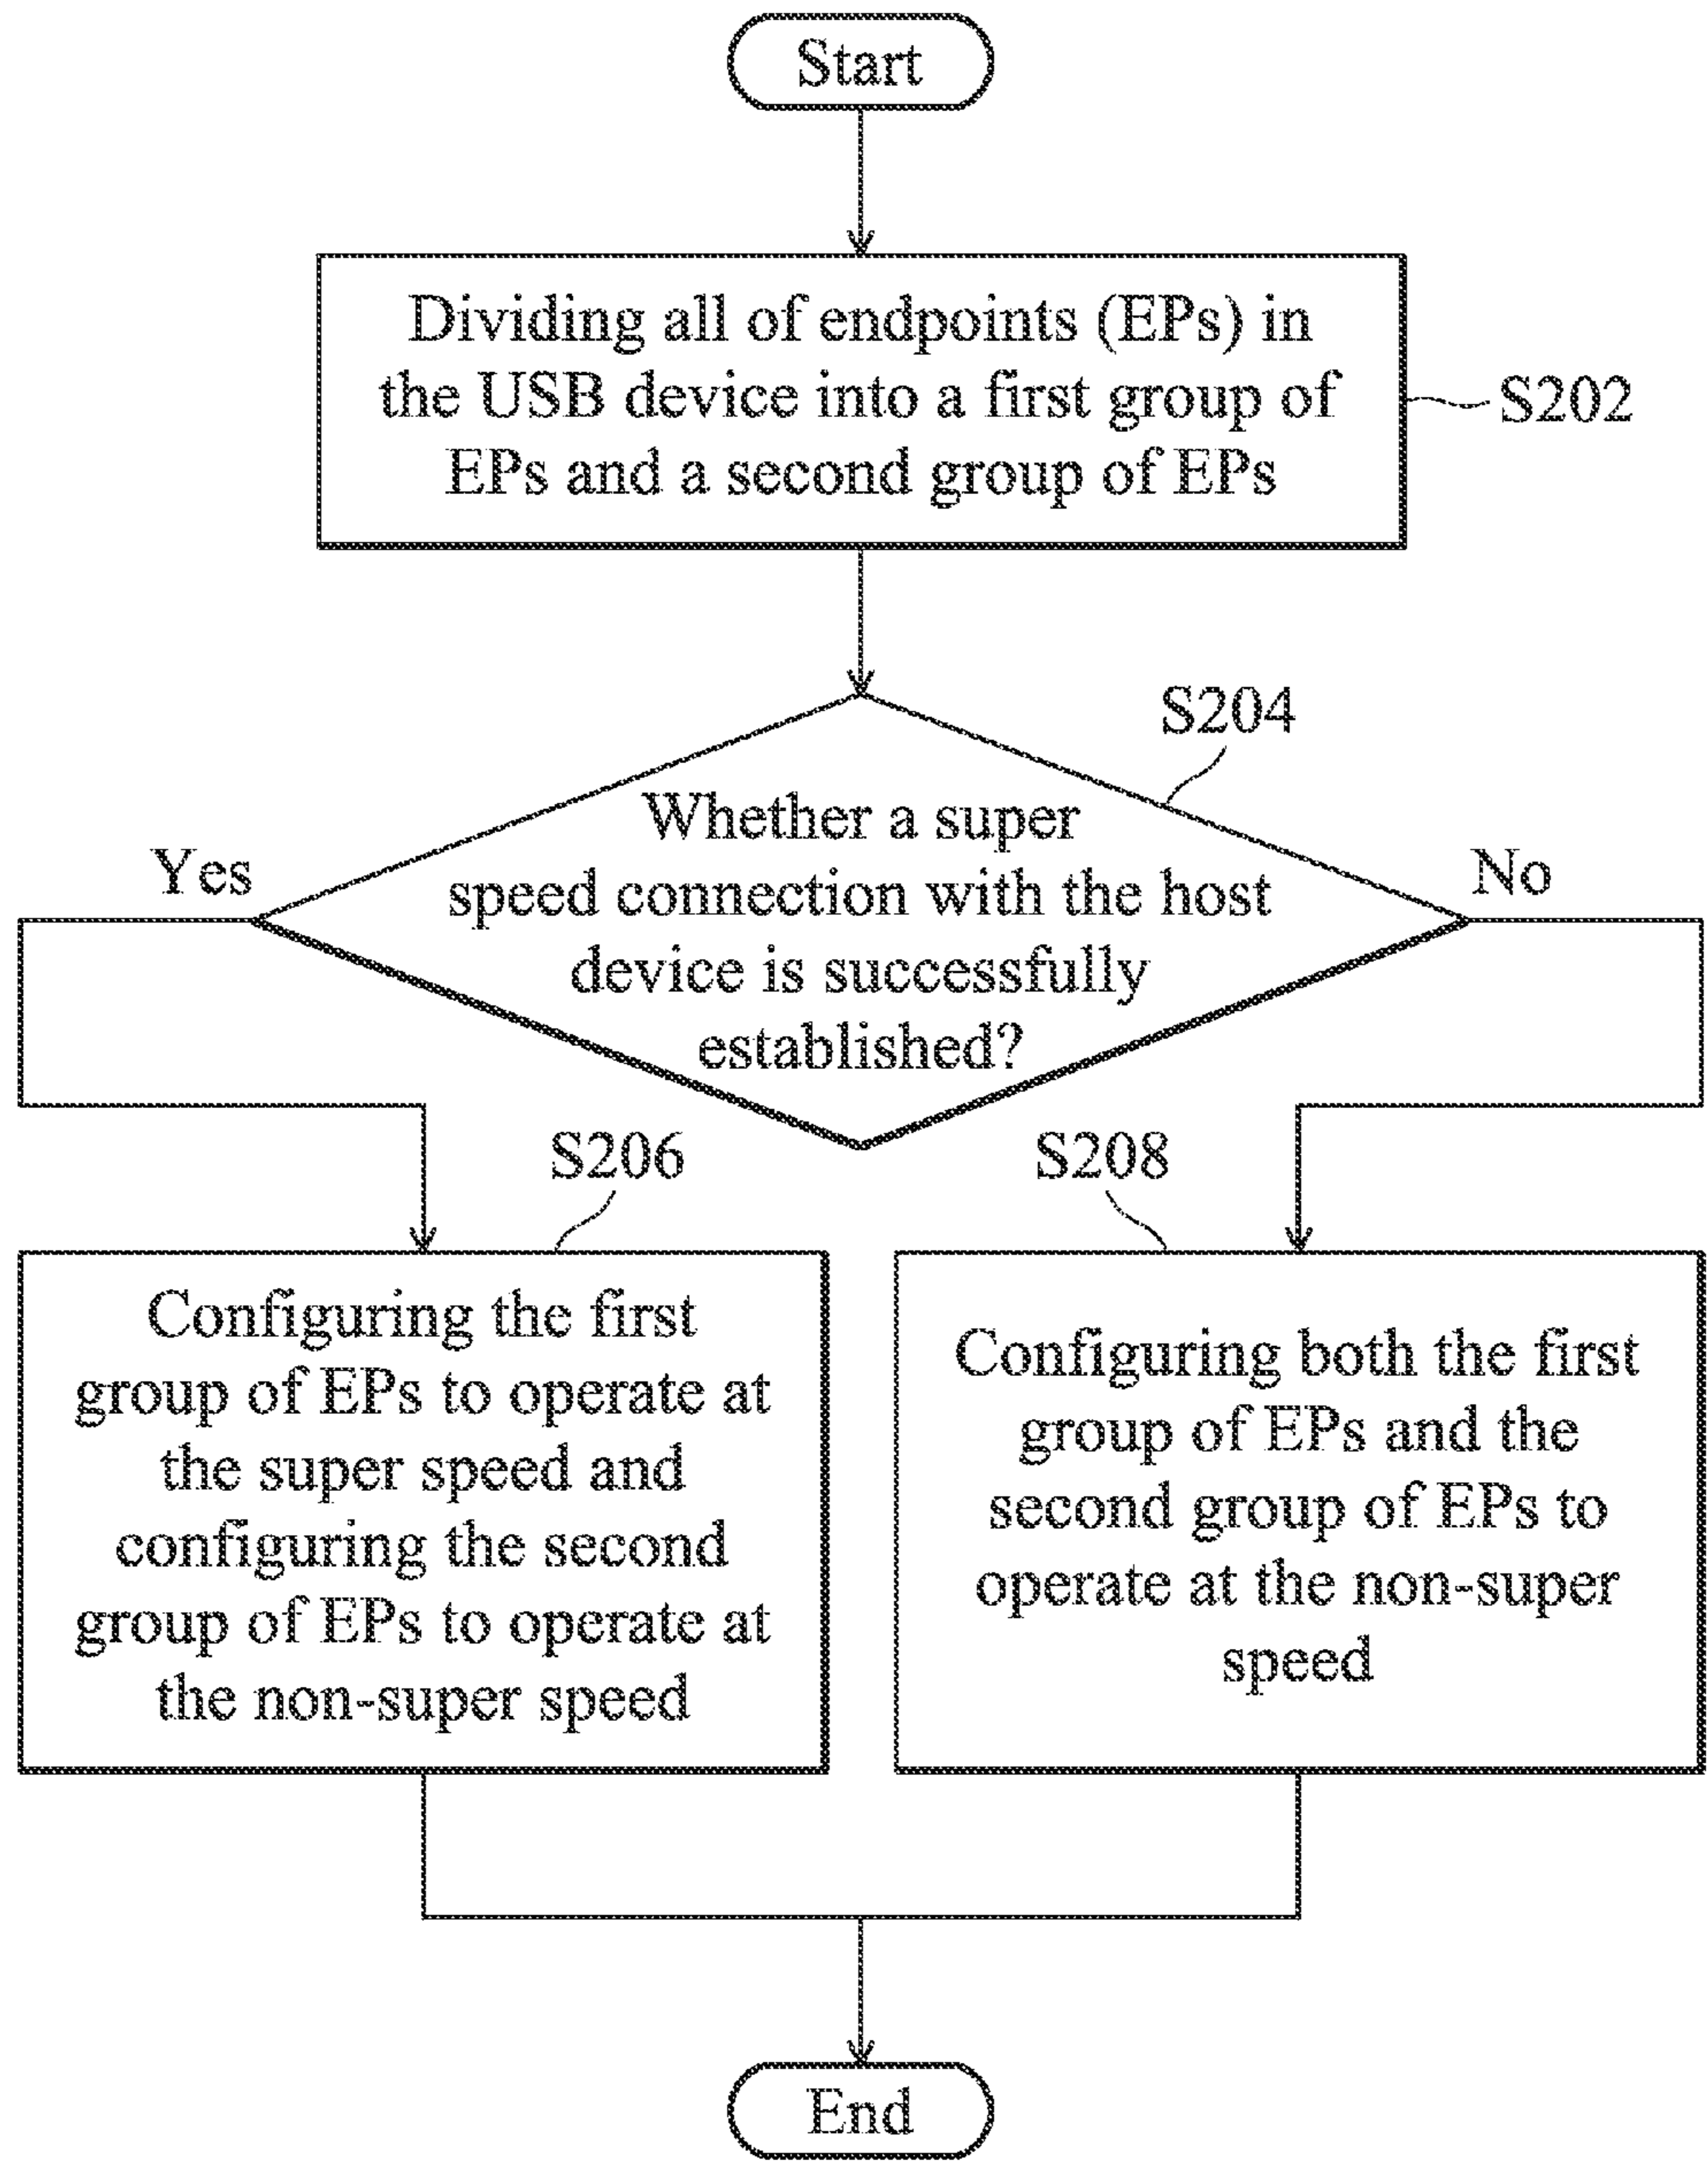 Start
Dividing all of endpoints (EPs) in
the USB device into a first group of
EPs and a second group of EPs
S202
S204
Whether a super
speed connection with the host
device is successfully
established?
Yes
No
S206
Configuring the first
group of EPs to operate at
the super speed and
configuring the second
group of EPs to operate at
the non-super speed
S208
Configuring both the first
group of EPs and the
second group of EPs to
operate at the non-super
speed
End